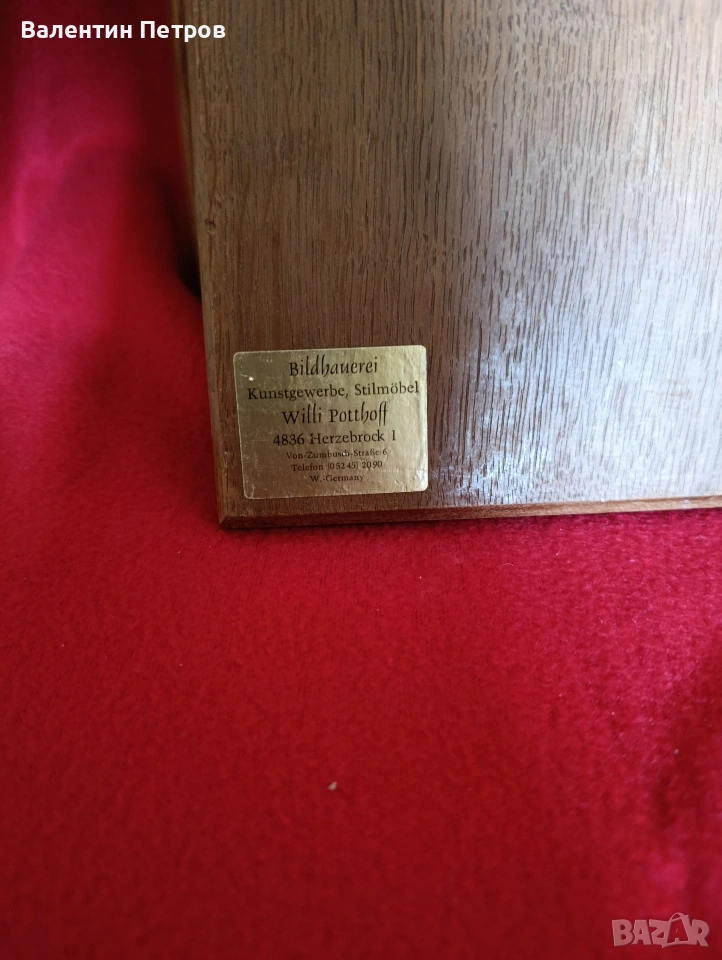 Валентин Петров
Bildhauerei
Kunstgewerbe, Stilmöbel
Willi Potthoff
4836 Herzebrock 1
Von-Zumbusch-Straße 6
Telefon (05245) 2090
W.-Germany
BAZAR